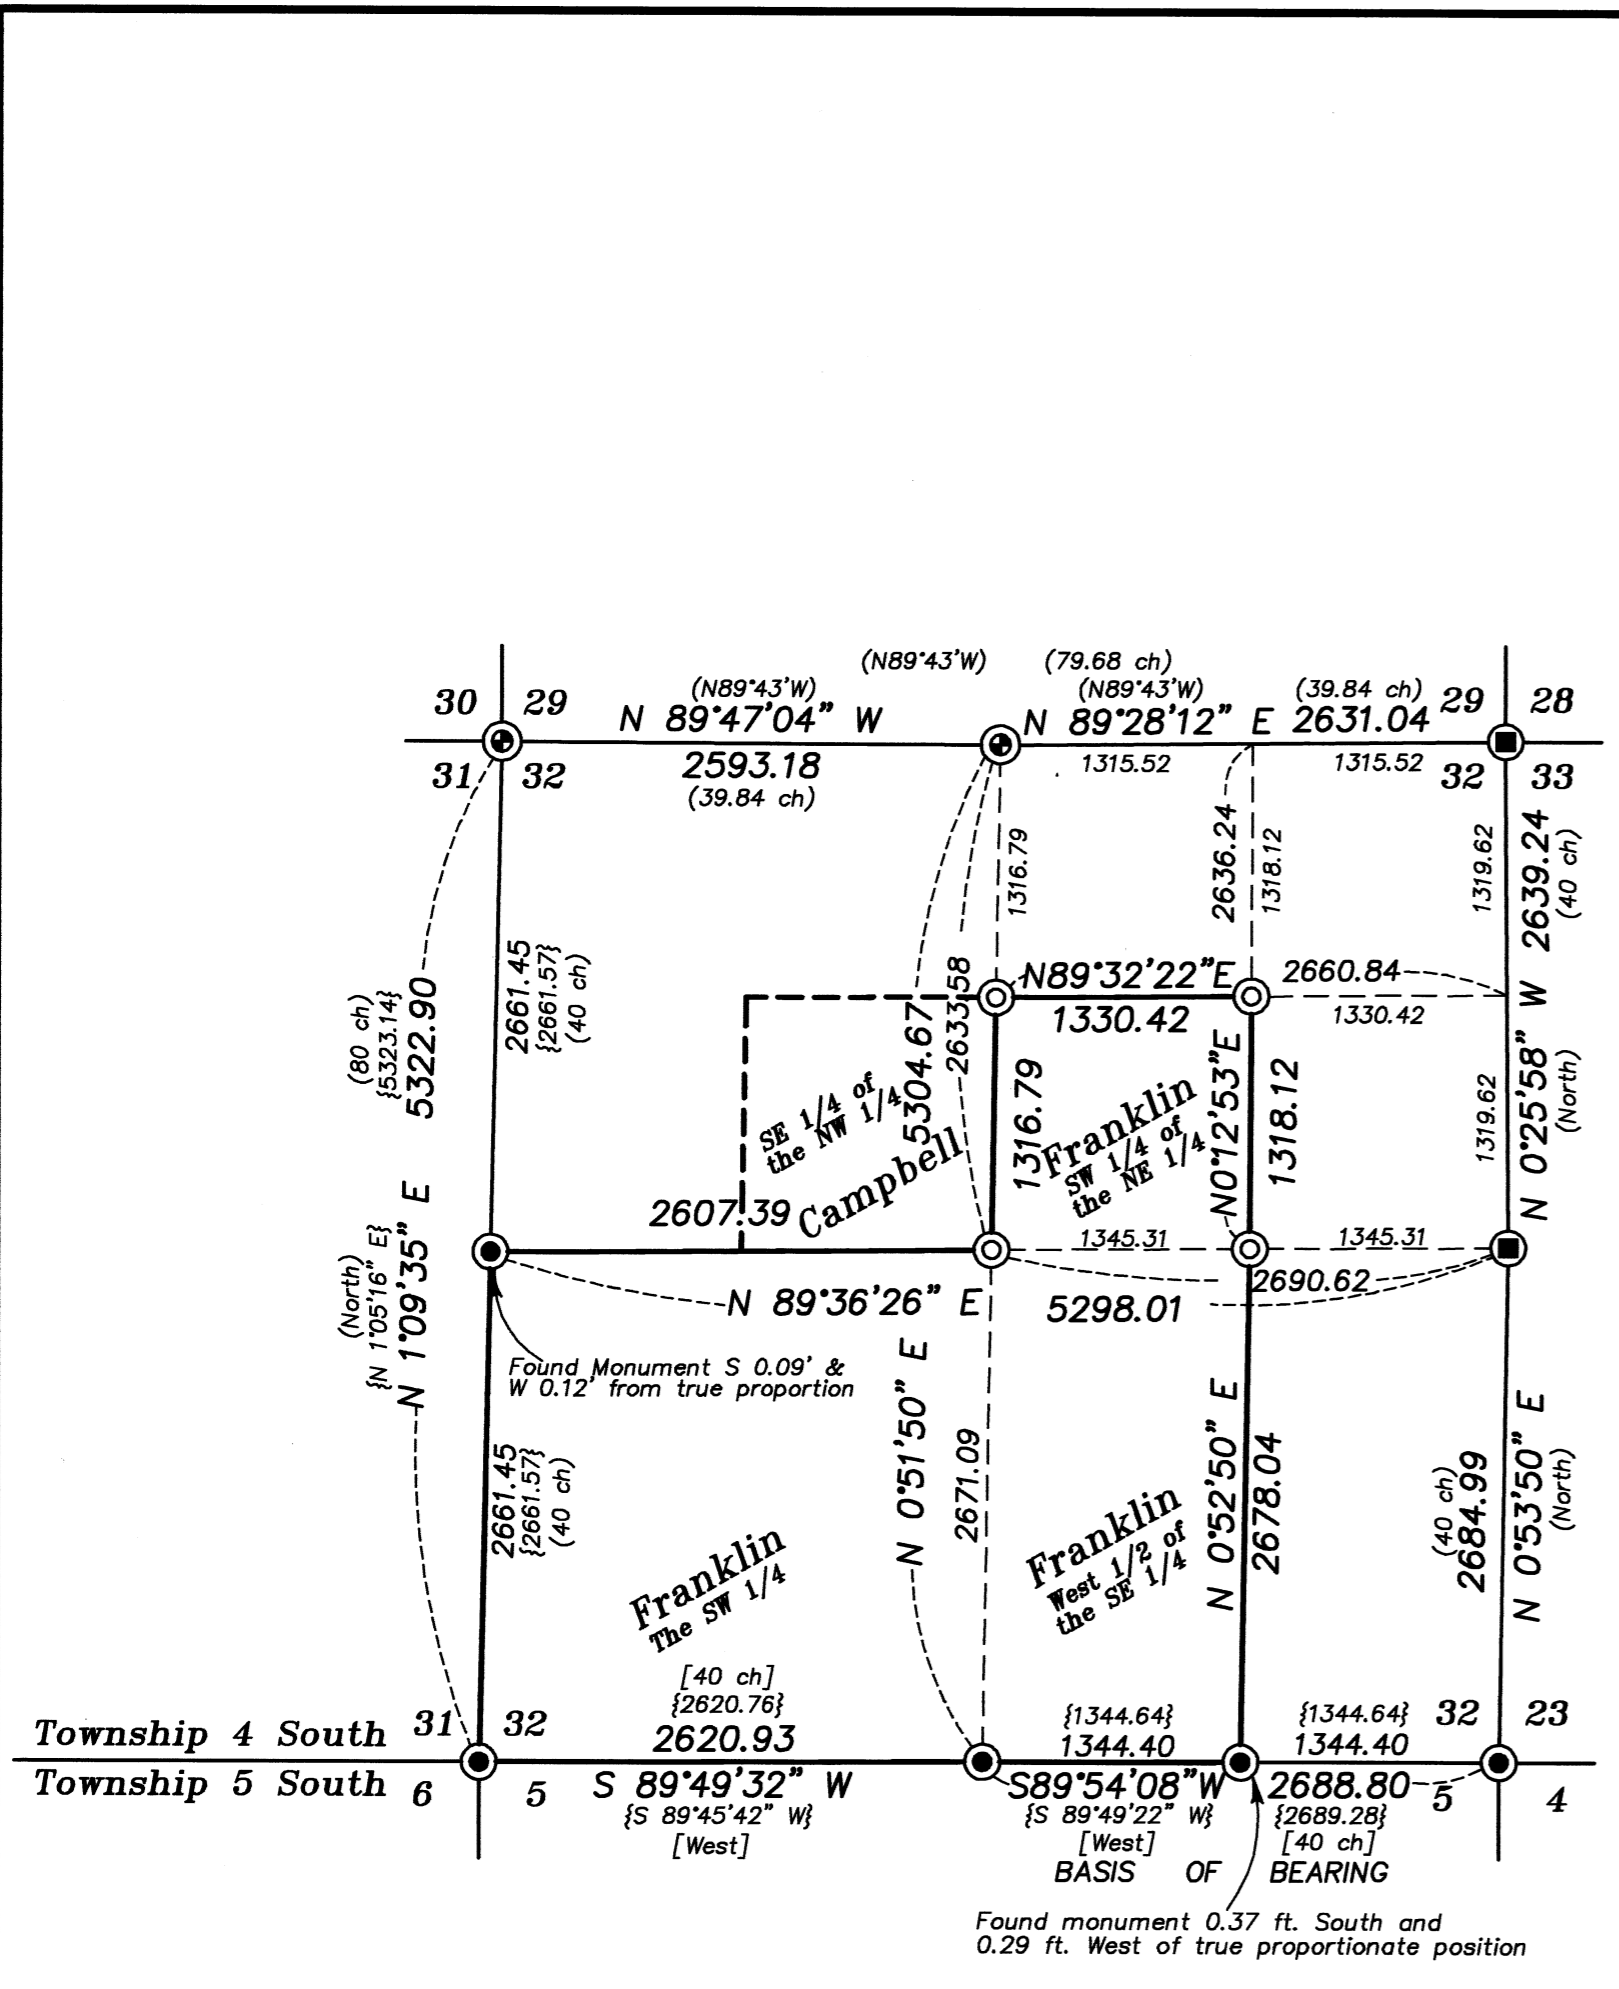 (N89°43'W) (79.68 ch)
(N89°43'W) (N89°43'W) (39.84 ch)
30 29 N 89°47'04" W N 89°28'12" E 2631.04 29 28
31 32 2593.18 1315.52 1315.52 32 33
(39.84 ch)
1316.79
2636.24
1318.12
1319.62
N 0°25'58" W 2639.24
(40 ch)
(North)
(80 ch)
{5323.14}
N 1°09'35" E 5322.90
2661.45
{2661.57}
(40 ch)
5304.67
2633.58
N89°32'22"E 2660.84
1330.42 1330.42
SE 1/4 of
the NW 1/4
Campbell
1316.79
Franklin
SW 1/4 of
the NE 1/4
N0°12'53"E
1318.12
1319.62
2607.39
1345.31 1345.31
2690.62
N 89°36'26" E 5298.01
(North)
{N 1°05'16" E}
Found Monument S 0.09' &
W 0.12' from true proportion
2661.45
{2661.57}
(40 ch)
N 0°51'50" E
2671.09
N 0°52'50" E
2678.04
(40 ch)
2684.99
N 0°53'50" E
(North)
Franklin
The SW 1/4
Franklin
West 1/2 of
the SE 1/4
[40 ch]
{2620.76} {1344.64} {1344.64}
Township 4 South 31 32 2620.93 1344.40 1344.40 32 23
Township 5 South 6 5 S 89°49'32" W S89°54'08"W 2688.80 5 4
{S 89°45'42" W} {S 89°49'22" W} {2689.28}
[West] [West] [40 ch]
BASIS OF BEARING
Found monument 0.37 ft. South and
0.29 ft. West of true proportionate position